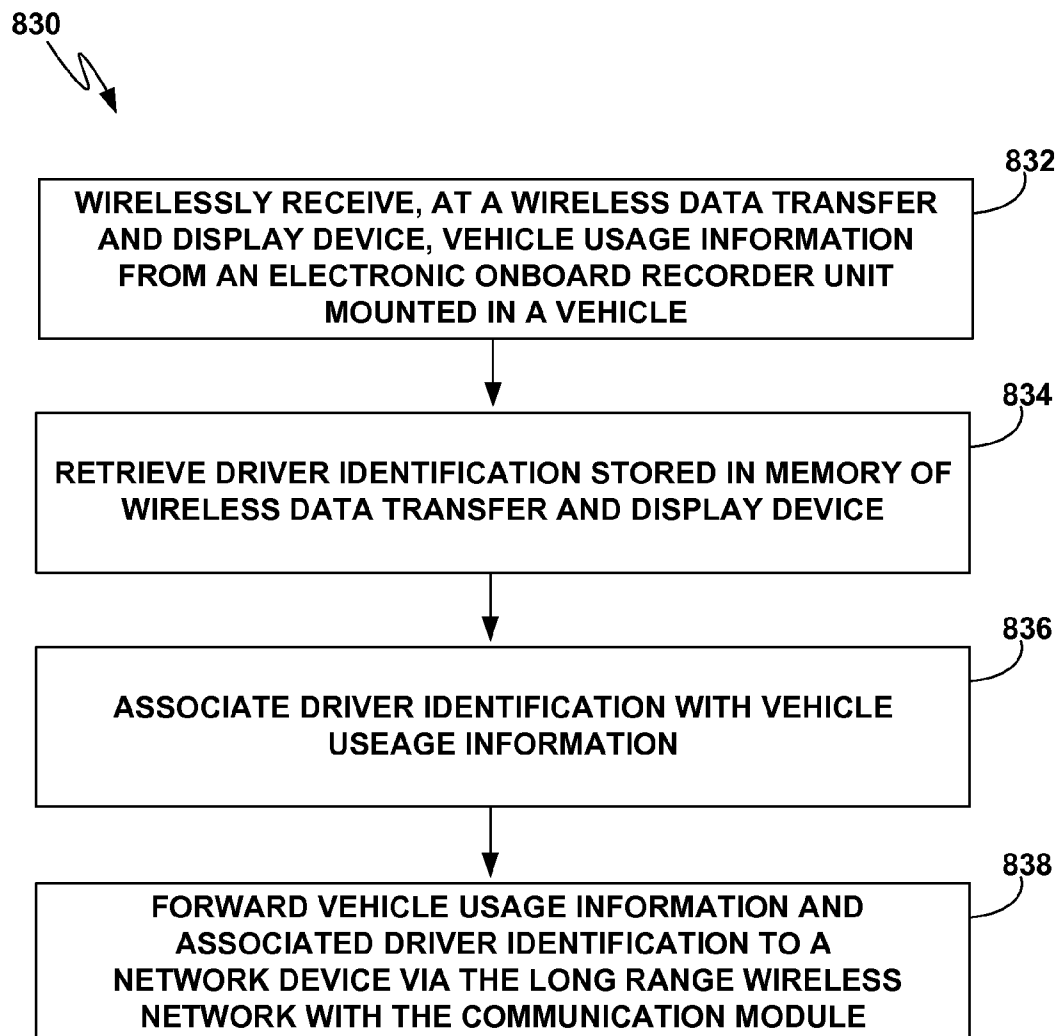 830
832
WIRELESSLY RECEIVE, AT A WIRELESS DATA TRANSFER
AND DISPLAY DEVICE, VEHICLE USAGE INFORMATION
FROM AN ELECTRONIC ONBOARD RECORDER UNIT
MOUNTED IN A VEHICLE
834
RETRIEVE DRIVER IDENTIFICATION STORED IN MEMORY OF
WIRELESS DATA TRANSFER AND DISPLAY DEVICE
836
ASSOCIATE DRIVER IDENTIFICATION WITH VEHICLE
USEAGE INFORMATION
838
FORWARD VEHICLE USAGE INFORMATION AND
ASSOCIATED DRIVER IDENTIFICATION TO A
NETWORK DEVICE VIA THE LONG RANGE WIRELESS
NETWORK WITH THE COMMUNICATION MODULE